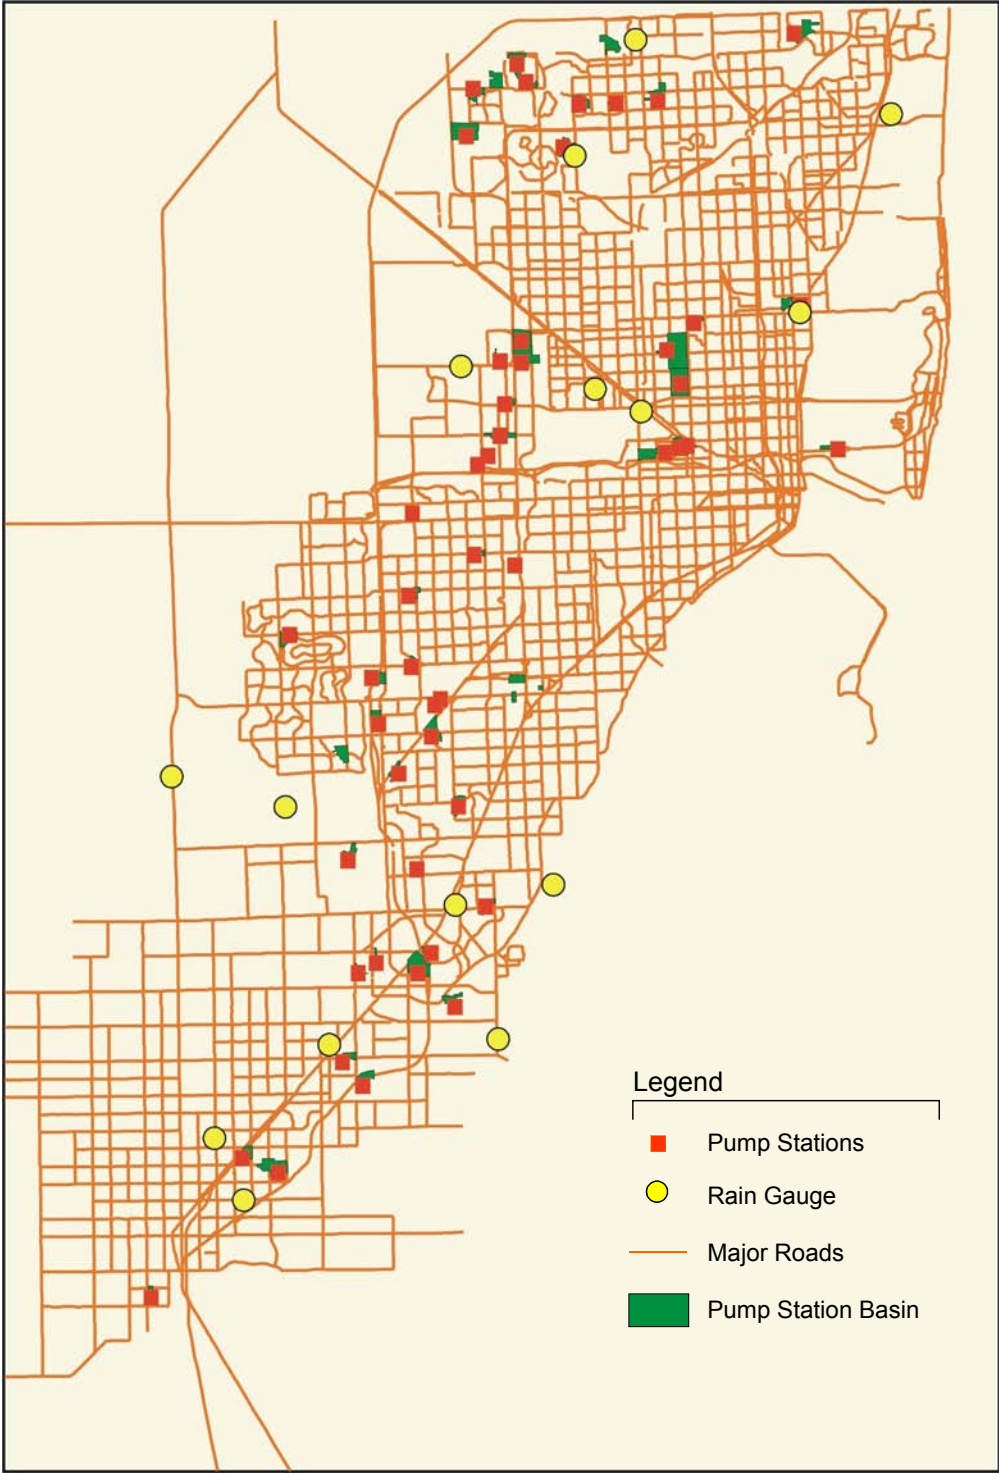 Legend
Pump Stations
Rain Gauge
Major Roads
Pump Station Basin